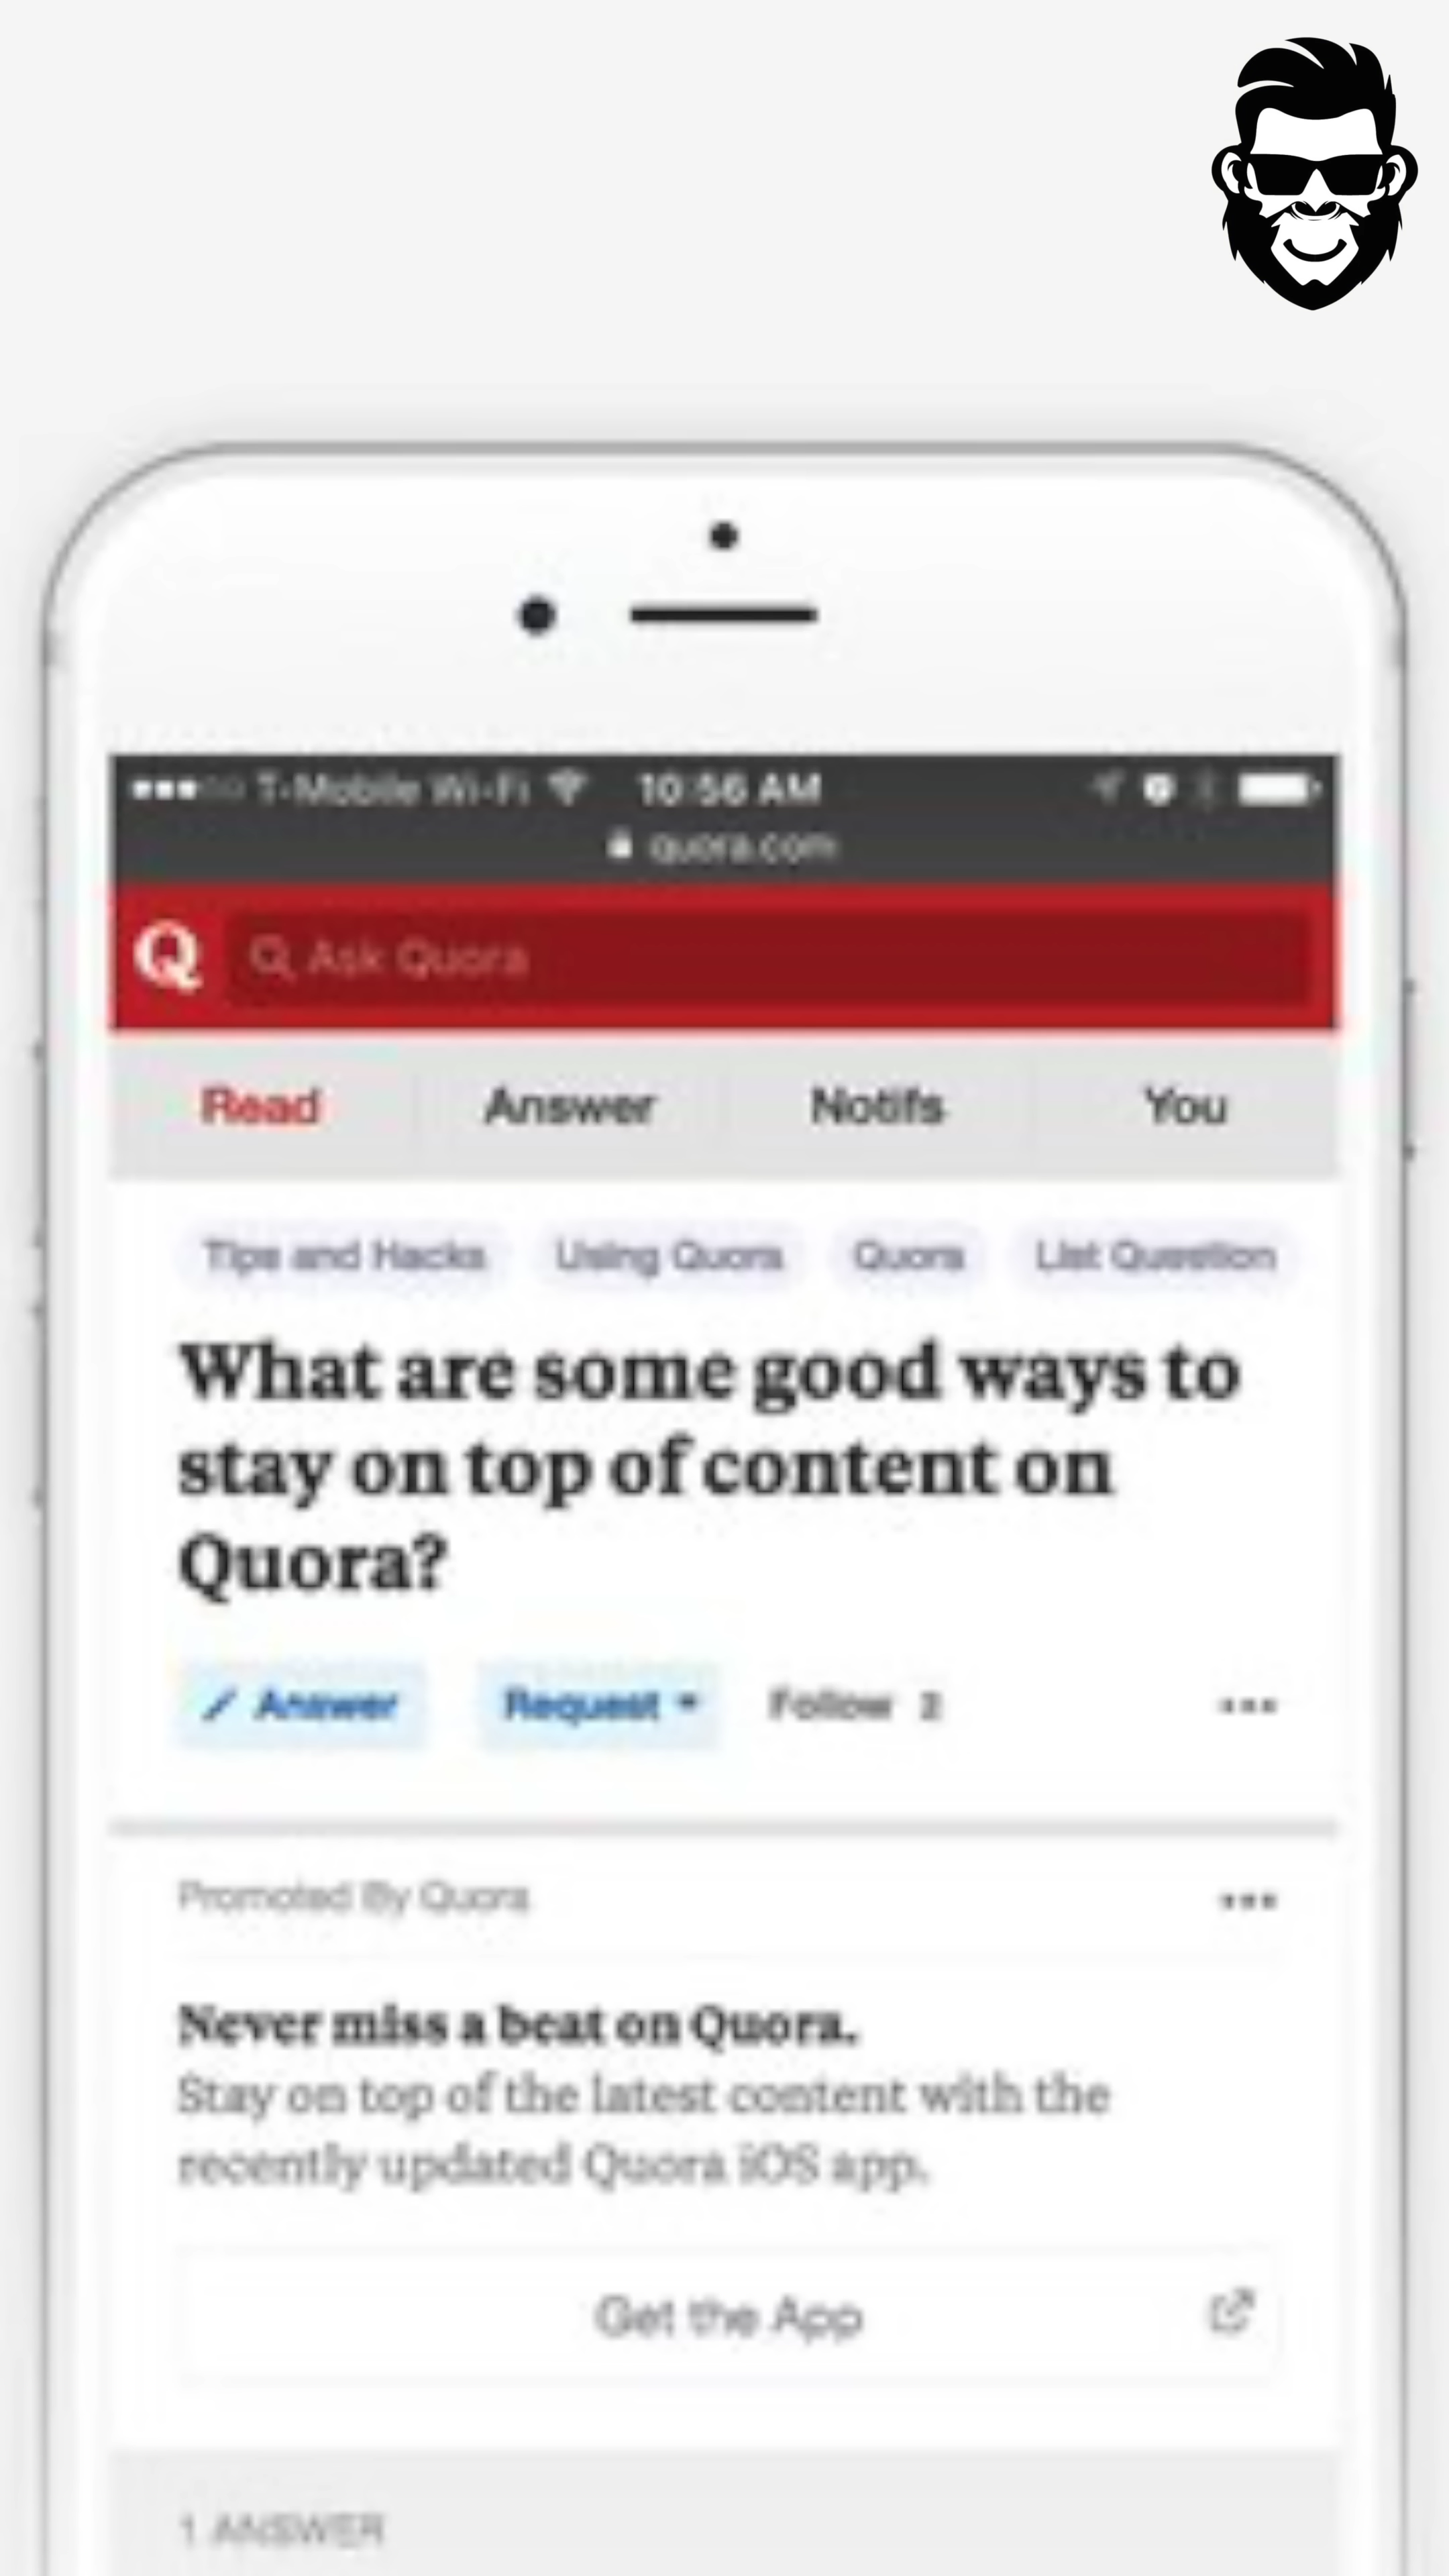 T-Mobile Wi-Fi 10:56 AM
quora.com
Q Ask Quora
Read Answer Notifs You
Tips and Hacks Using Quora Quora List Question
What are some good ways to
stay on top of content on
Quora?
Answer Request Follow 2
Promoted By Quora
Never miss a beat on Quora.
Stay on top of the latest content with the
recently updated Quora iOS app.
Get the App
1 ANSWER